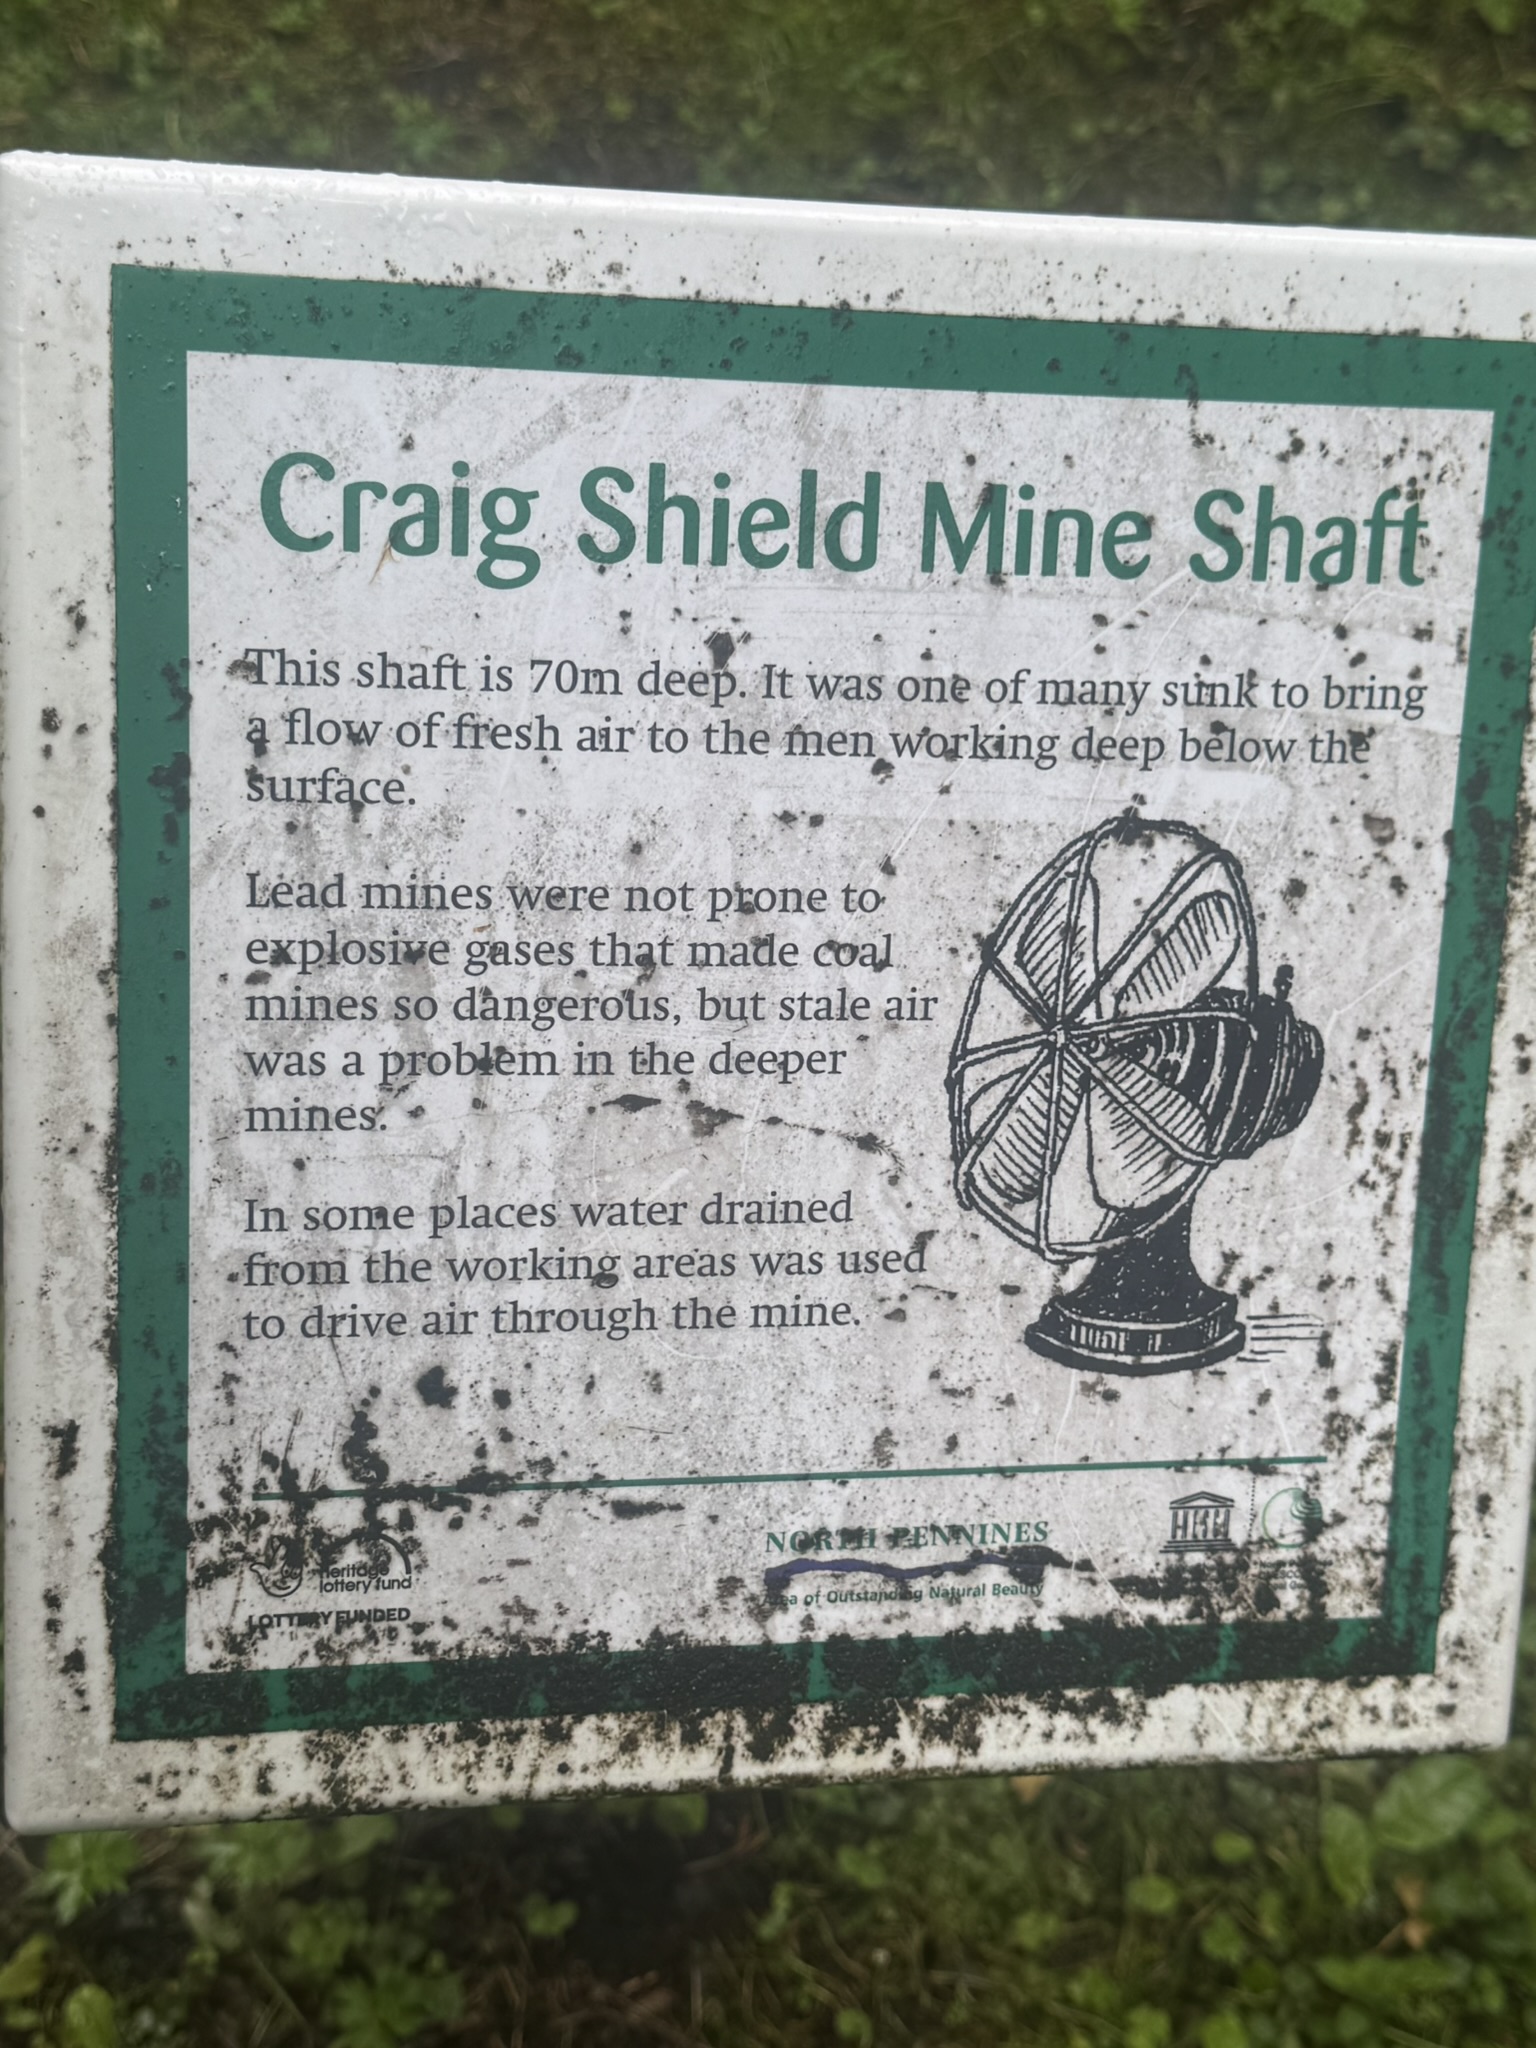 Craig Shield Mine Shaft
This shaft is 70m deep. It was one of many sunk to bring
a flow of fresh air to the men working deep below the
surface.
Lead mines were not prone to
explosive gases that made coal
mines so dangerous, but stale air
was a problem in the deeper
mines.
In some places water drained
from the working areas was used
to drive air through the mine.
heritage
lottery fund
LOTTERY FUNDED
NORTH PENNINES
Area of Outstanding Natural Beauty